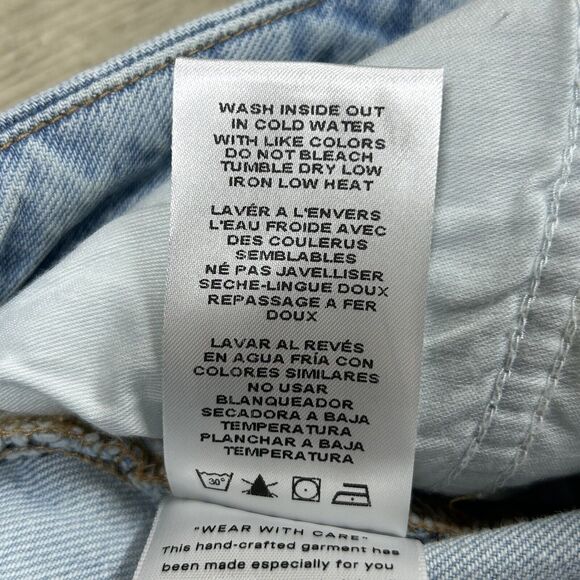 WASH INSIDE OUT
IN COLD WATER
WITH LIKE COLORS
DO NOT BLEACH
TUMBLE DRY LOW
IRON LOW HEAT
LAVÉR A L'ENVERS
L'EAU FROIDE AVEC
DES COULERUS
SEMBLABLES
NÉ PAS JAVELLISER
SECHE-LINGUE DOUX
REPASSAGE A FER
DOUX
LAVAR AL REVÉS
EN AGUA FRÍA CON
COLORES SIMILARES
NO USAR
BLANQUEADOR
SECADORA A BAJA
TEMPERATURA
PLANCHAR A BAJA
TEMPERATURA
30°
"WEAR WITH CARE"
This hand-crafted garment has
been made especially for you